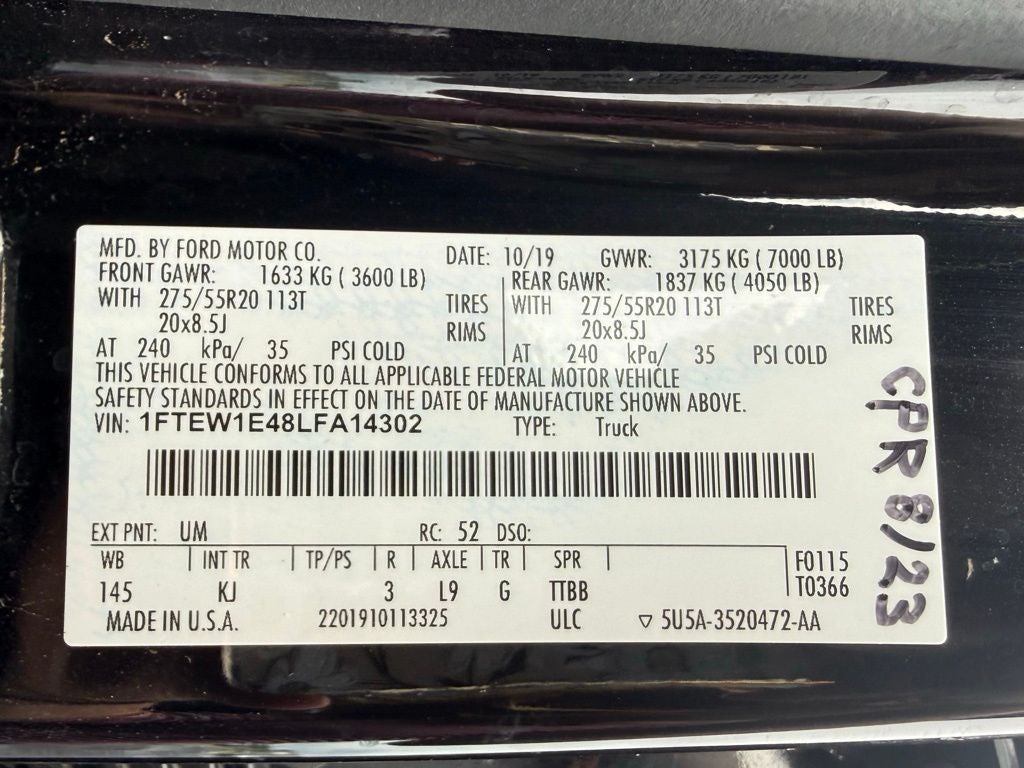 MFD. BY FORD MOTOR CO. DATE: 10/19 GVWR: 3175 KG ( 7000 LB)
FRONT GAWR: 1633 KG ( 3600 LB) REAR GAWR: 1837 KG ( 4050 LB)
WITH 275/55R20 113T TIRES WITH 275/55R20 113T TIRES
20x8.5J RIMS 20x8.5J RIMS
AT 240 kPa/ 35 PSI COLD AT 240 kPa/ 35 PSI COLD
THIS VEHICLE CONFORMS TO ALL APPLICABLE FEDERAL MOTOR VEHICLE
SAFETY STANDARDS IN EFFECT ON THE DATE OF MANUFACTURE SHOWN ABOVE.
VIN: 1FTEW1E48LFA14302 TYPE: Truck
EXT PNT: UM RC: 52 DSO:
WB INT TR TP/PS R AXLE TR SPR F0115
145 KJ 3 L9 G TTBB T0366
MADE IN U.S.A. 2201910113325 ULC ▽ 5U5A-3520472-AA
CPR 8/23